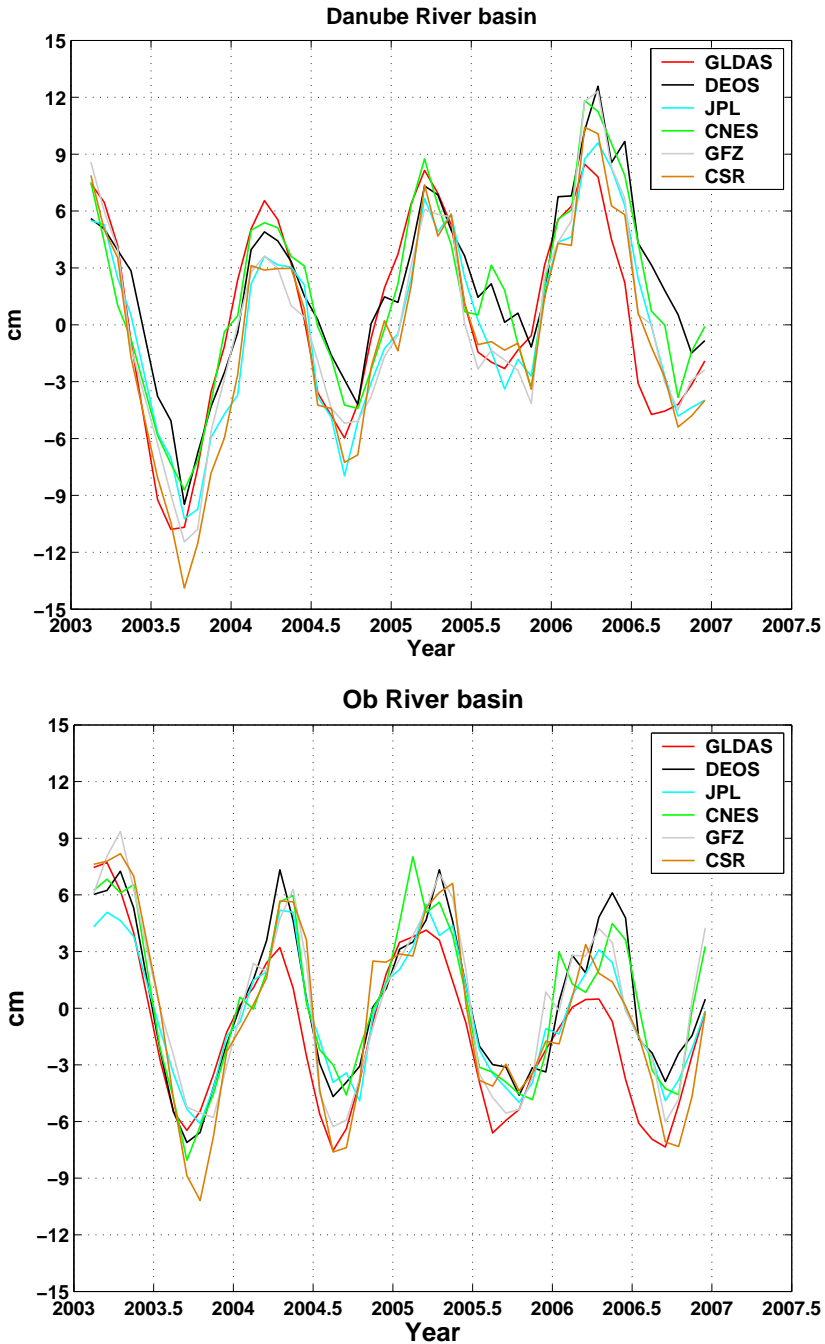 Danube River basin
15
12
9
6
3
0
−3
−6
−9
−12
−15
cm
GLDAS
DEOS
JPL
CNES
GFZ
CSR
2003 2003.5 2004 2004.5 2005 2005.5 2006 2006.5 2007 2007.5
Year
Ob River basin
15
12
9
6
3
0
−3
−6
−9
−12
−15
cm
GLDAS
DEOS
JPL
CNES
GFZ
CSR
2003 2003.5 2004 2004.5 2005 2005.5 2006 2006.5 2007 2007.5
Year